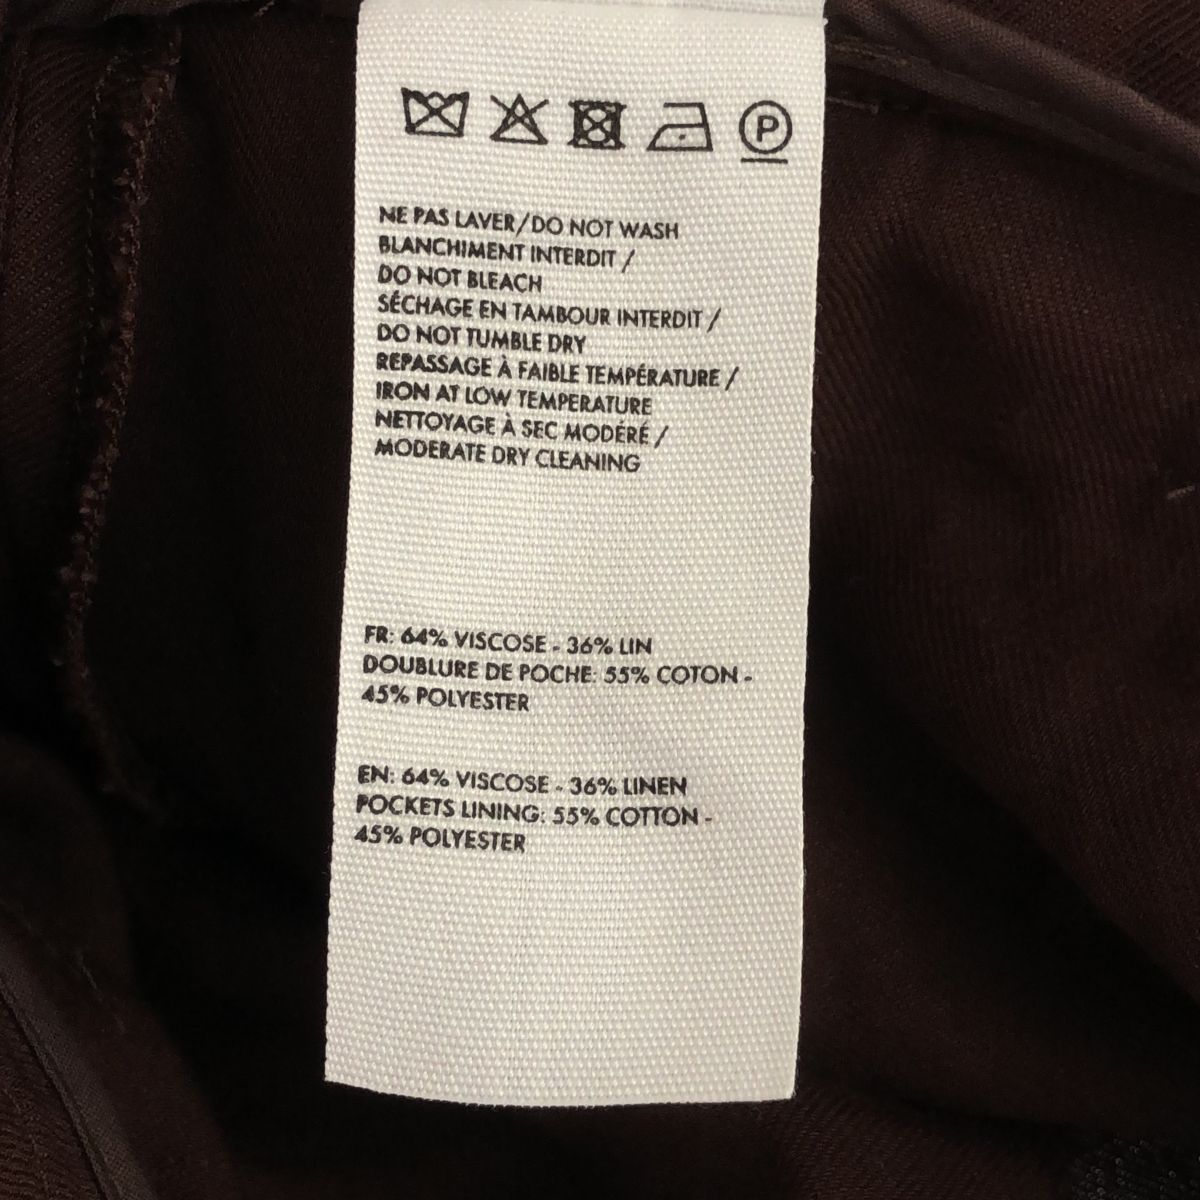 P
NE PAS LAVER/DO NOT WASH
BLANCHIMENT INTERDIT /
DO NOT BLEACH
SÉCHAGE EN TAMBOUR INTERDIT /
DO NOT TUMBLE DRY
REPASSAGE À FAIBLE TEMPÉRATURE /
IRON AT LOW TEMPERATURE
NETTOYAGE À SEC MODÉRÉ /
MODERATE DRY CLEANING
FR: 64% VISCOSE - 36% LIN
DOUBLURE DE POCHE: 55% COTON -
45% POLYESTER
EN: 64% VISCOSE - 36% LINEN
POCKETS LINING: 55% COTTON -
45% POLYESTER